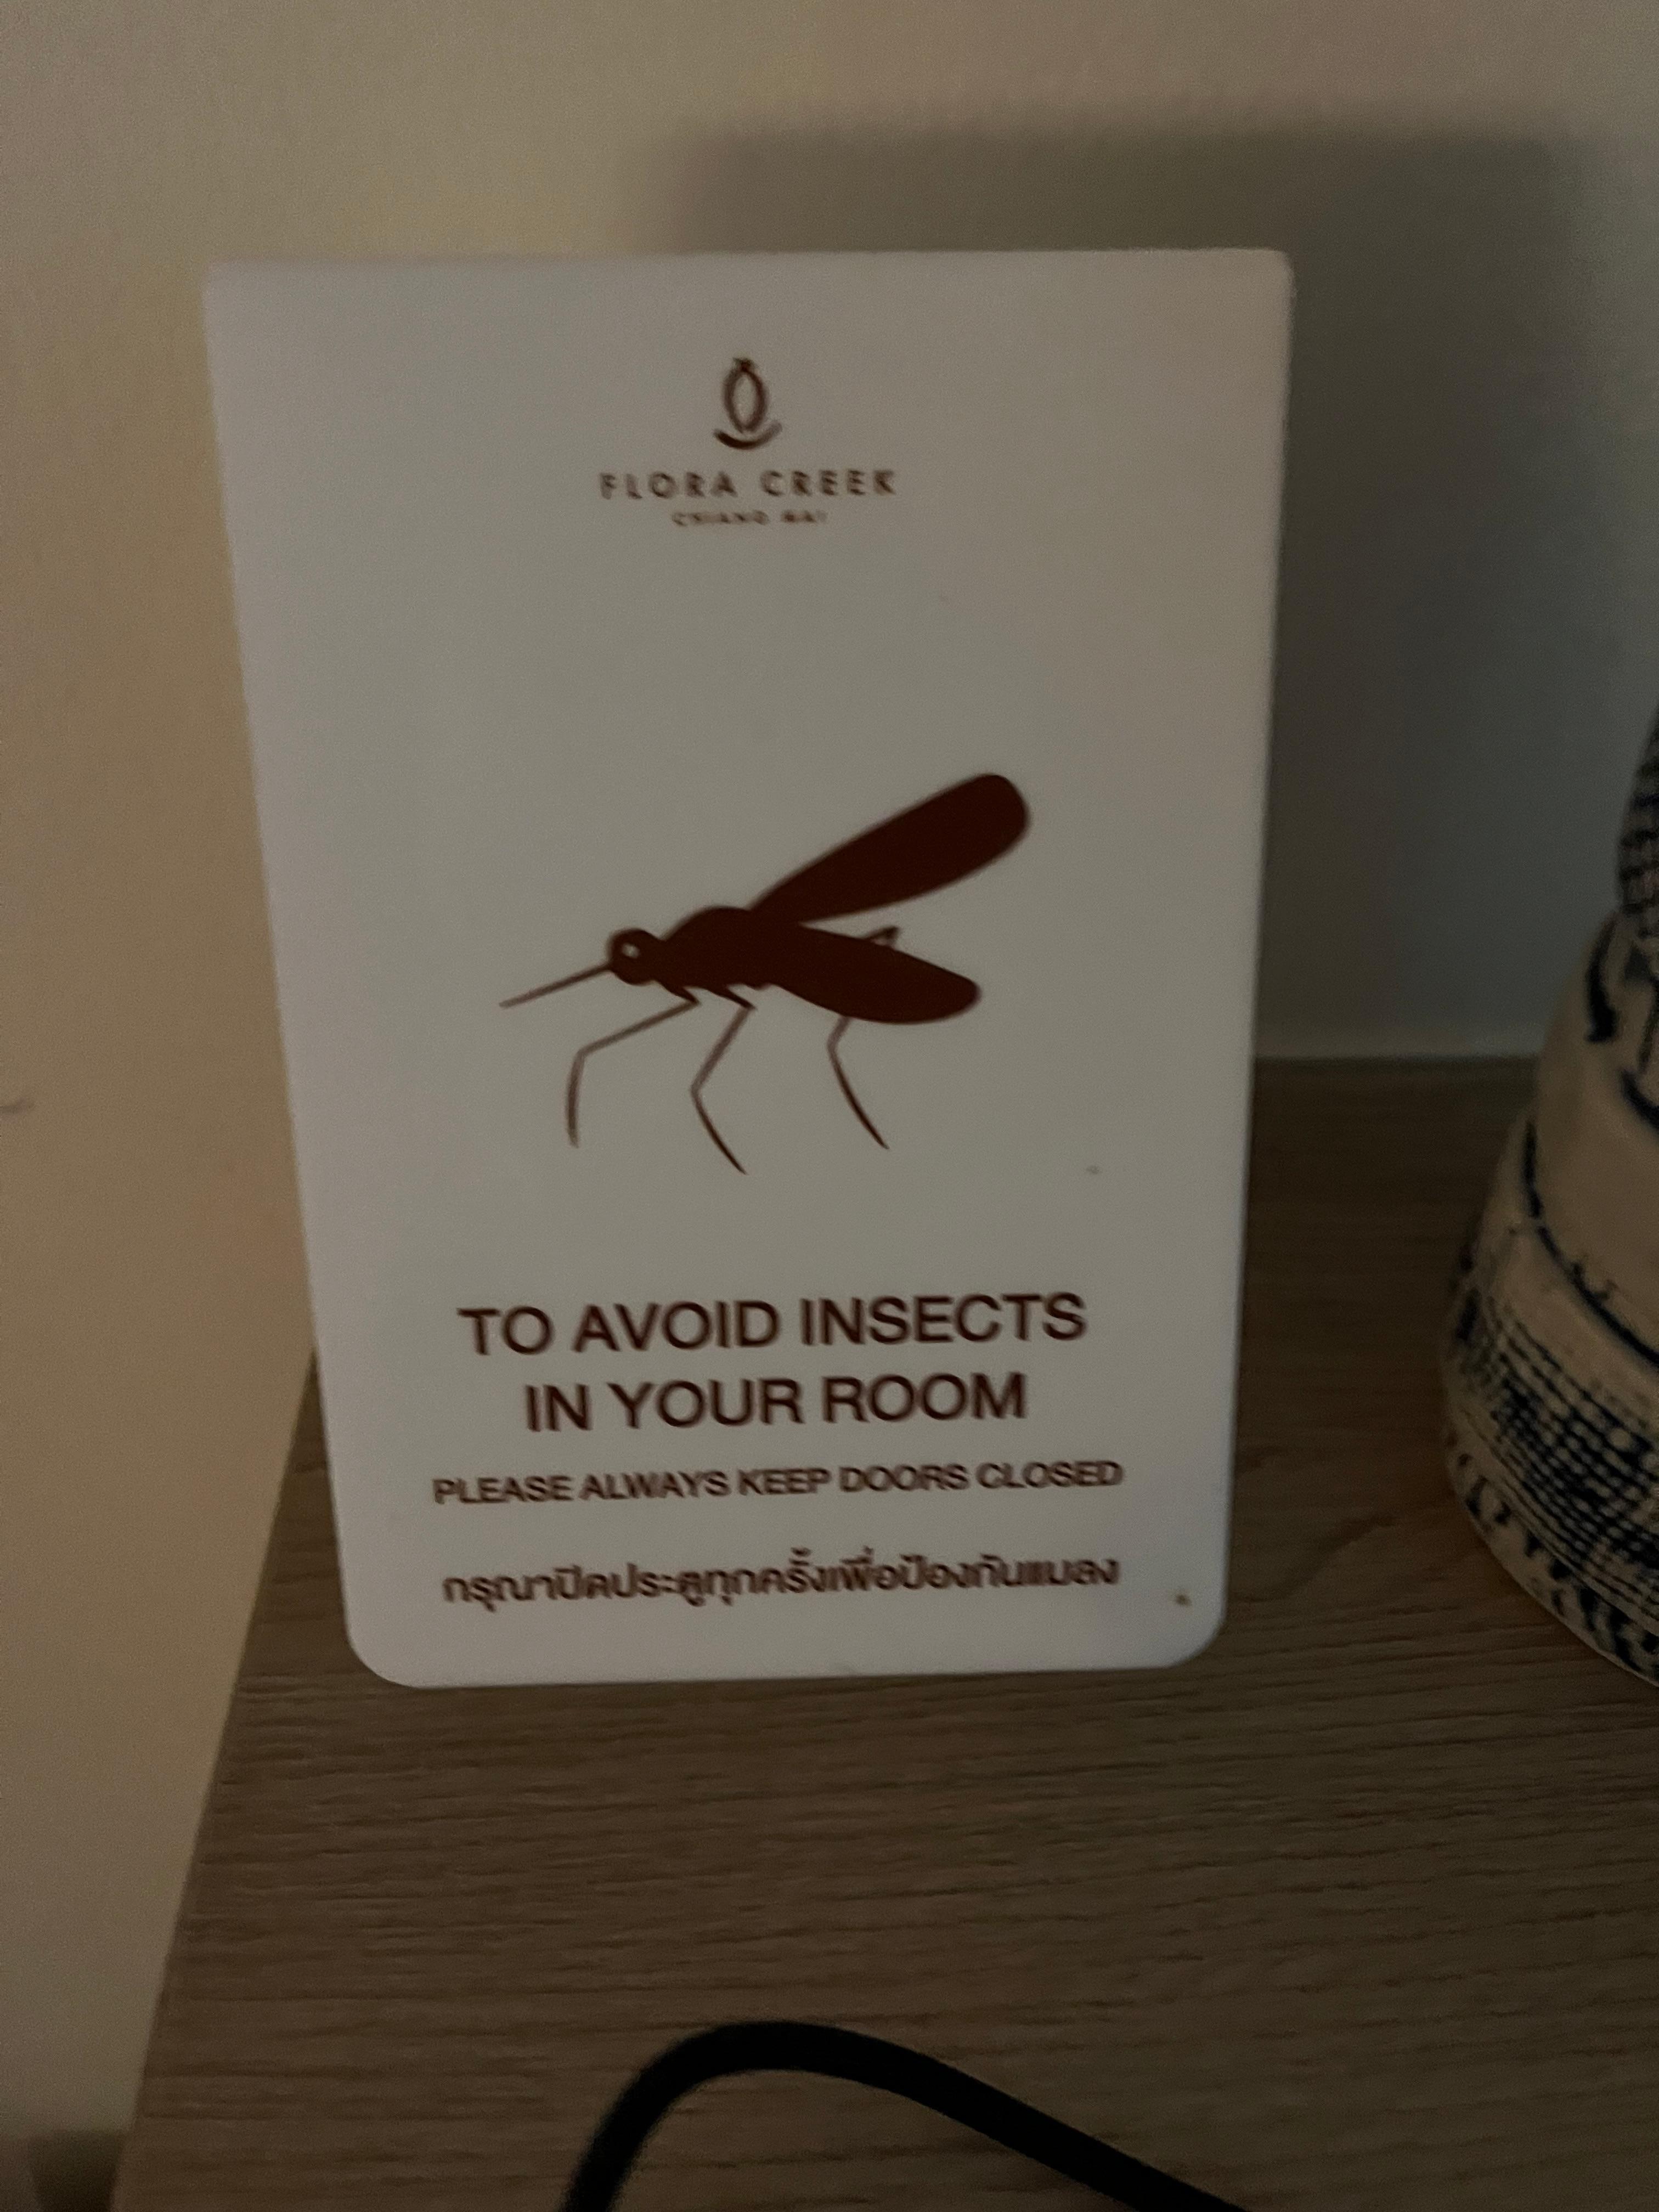 FLORA CREEK
CHIANG MAI
TO AVOID INSECTS
IN YOUR ROOM
PLEASE ALWAYS KEEP DOORS CLOSED
กรุณาปิดประตูทุกครั้งเพื่อป้องกันแมลง